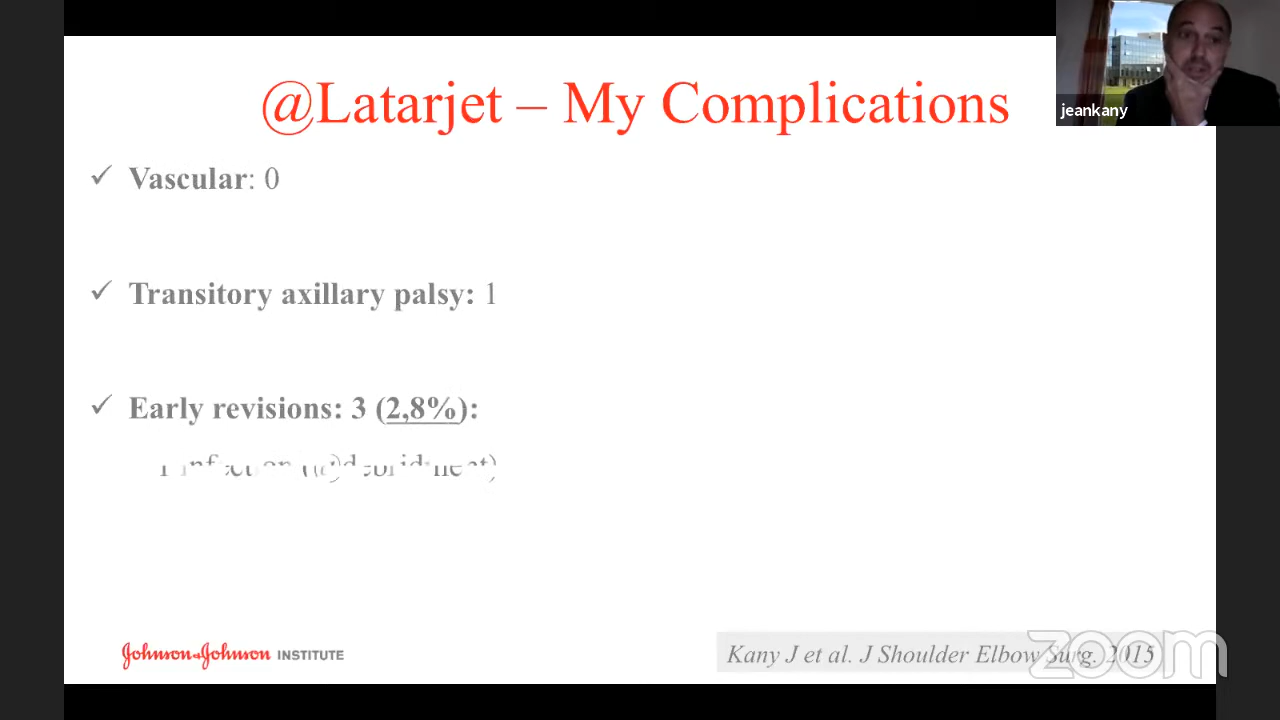 @Latarjet – My Complications
jeankany
✓ Vascular: 0
✓ Transitory axillary palsy: 1
✓ Early revisions: 3 (2,8%):
Johnson & Johnson INSTITUTE
Kany J et al. J Shoulder Elbow Surg. 2015
zoom